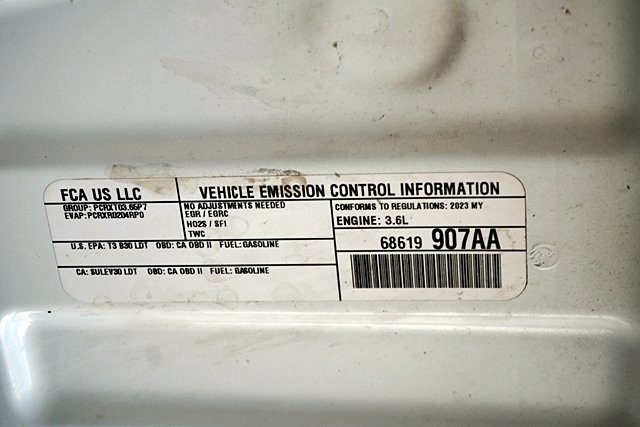 FCA US LLC
VEHICLE EMISSION CONTROL INFORMATION
GROUP: PCRXT03.65P7
EVAP: PCRXR0204RP0
NO ADJUSTMENTS NEEDED
EGR / EGRC
HO2S / SFI
TWC
CONFORMS TO REGULATIONS: 2023 MY
ENGINE: 3.6L
68619 907AA
U.S. EPA: T3 B30 LDT OBD: CA OBD II FUEL: GASOLINE
CA: SULEV30 LDT OBD: CA OBD II FUEL: GASOLINE